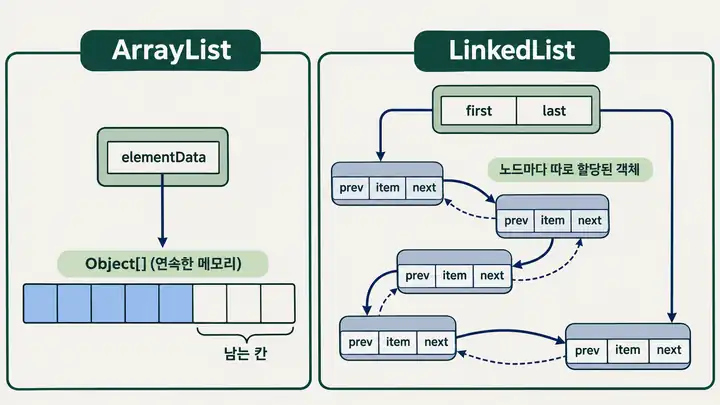 ArrayList
elementData
Object[] (연속한 메모리)
남는 칸
LinkedList
first last
노드마다 따로 할당된 객체
prev item next
prev item next
prev item next
prev item next
prev item next